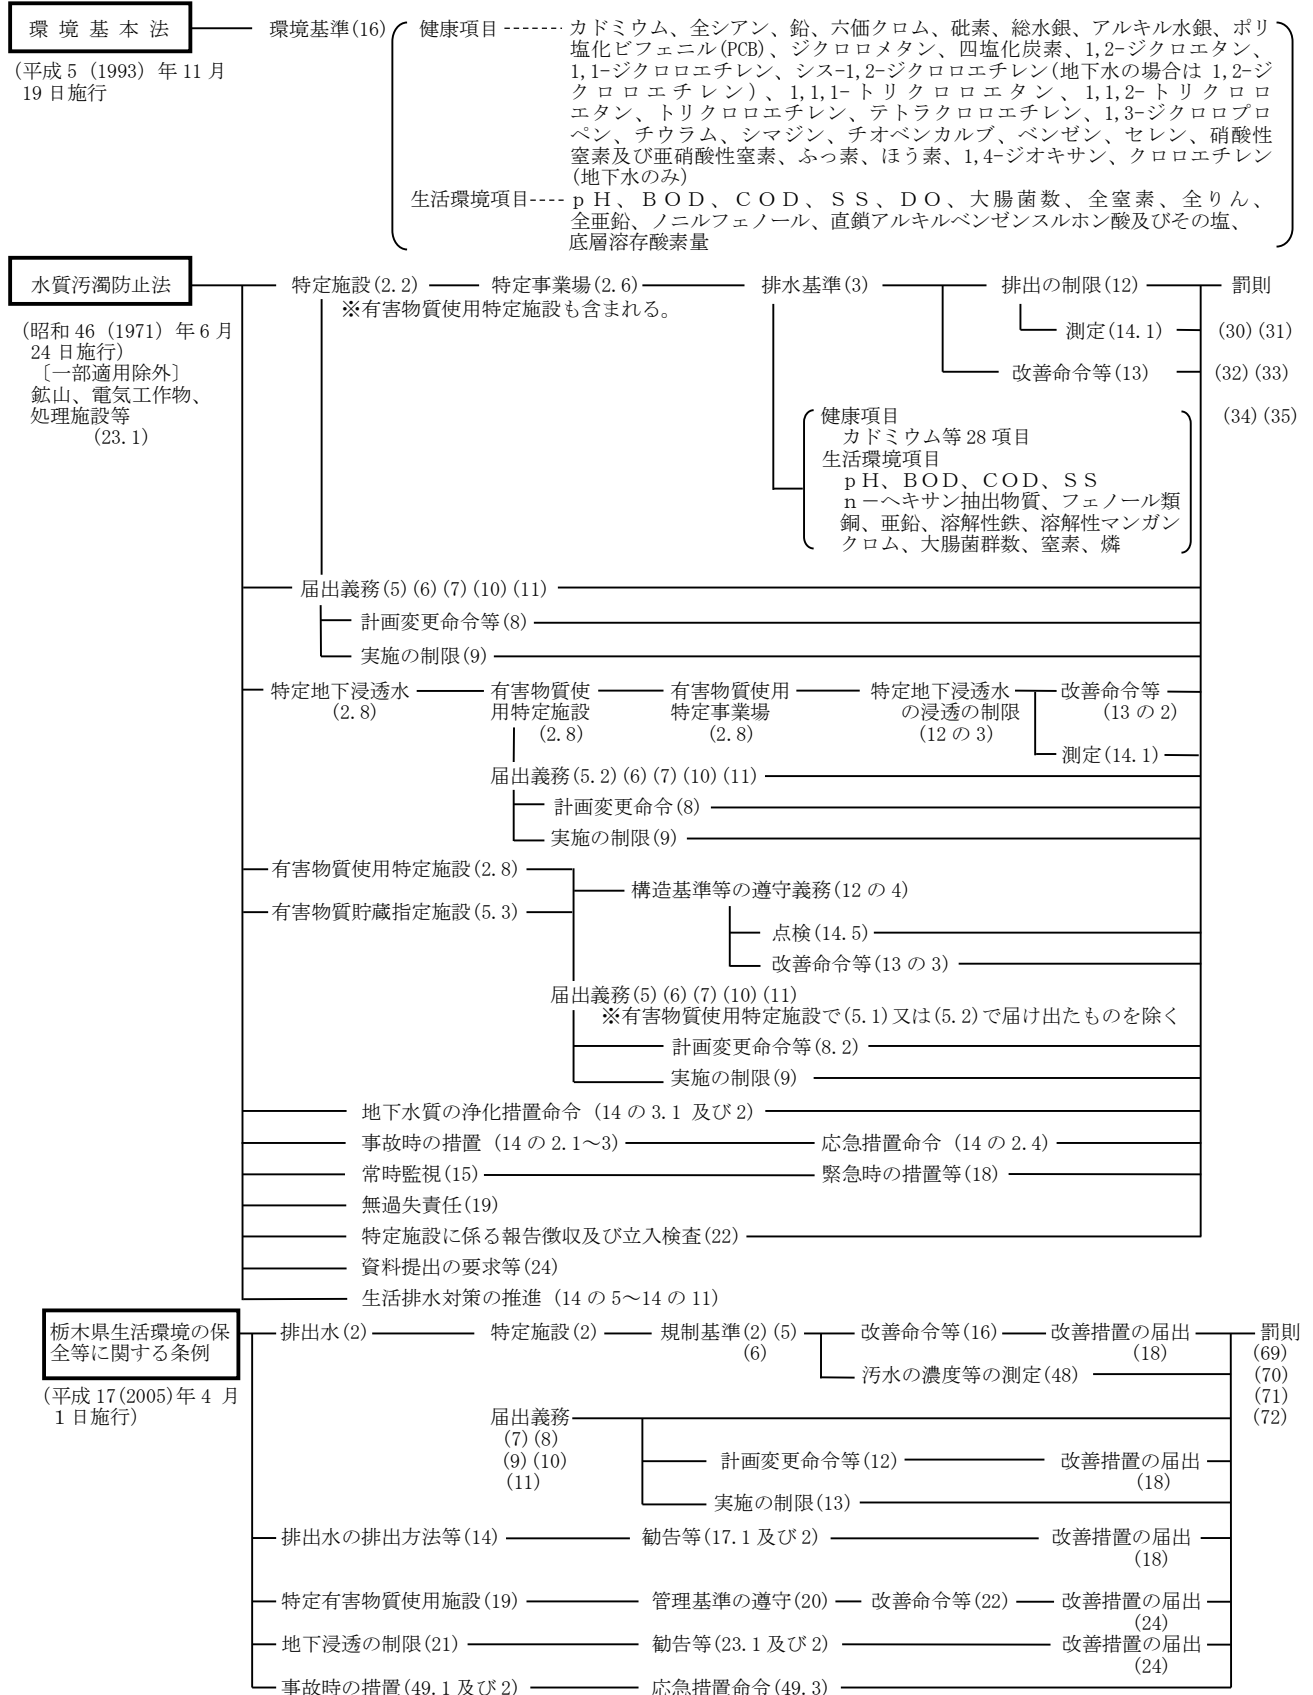 環境基本法
環境基準(16)
(平成５(1993) 年 11 月
19 日施行
健康項目
カドミウム、全シアン、鉛、六価クロム、砒素、総水銀、アルキル水銀、ポリ
塩化ビフェニル(PCB)、ジクロロメタン、四塩化炭素、1,2-ジクロエタン、
1,1-ジクロロエチレン、シス-1,2-ジクロロエチレン(地下水の場合は 1,2-ジ
クロロエチレン)、1,1,1-トリクロロエタン、1,1,2-トリクロロ
エタン、トリクロロエチレン、テトラクロロエチレン、1,3-ジクロロプロ
ペン、チウラム、シマジン、チオベンカルブ、ベンゼン、セレン、硝酸性
窒素及び亜硝酸性窒素、ふっ素、ほう素、1,4-ジオキサン、クロロエチレン
(地下水のみ)
生活環境項目
ｐＨ、ＢＯＤ、ＣＯＤ、ＳＳ、ＤＯ、大腸菌数、全窒素、全りん、
全亜鉛、ノニルフェノール、直鎖アルキルベンゼンスルホン酸及びその塩、
底層溶存酸素量
水質汚濁防止法
(昭和 46 (1971) 年 6 月
24 日施行)
〔一部適用除外〕
鉱山、電気工作物、
処理施設等
(23.1)
特定施設(2.2)
特定事業場(2.6)
排水基準(3)
排出の制限(12)
罰則
※有害物質使用特定施設も含まれる。
測定(14.1)
(30)(31)
改善命令等(13)
(32)(33)
(34)(35)
健康項目
カドミウム等 28 項目
生活環境項目
ｐＨ、ＢＯＤ、ＣＯＤ、ＳＳ
ｎ－ヘキサン抽出物質、フェノール類
銅、亜鉛、溶解性鉄、溶解性マンガン
クロム、大腸菌群数、窒素、燐
届出義務(5)(6)(7)(10)(11)
計画変更命令等(8)
実施の制限(9)
特定地下浸透水
(2.8)
有害物質使
用特定施設
(2.8)
有害物質使用
特定事業場
(2.8)
特定地下浸透水
の浸透の制限
(12 の 3)
改善命令等
(13 の 2)
測定(14.1)
届出義務(5.2)(6)(7)(10)(11)
計画変更命令(8)
実施の制限(9)
有害物質使用特定施設(2.8)
有害物質貯蔵指定施設(5.3)
構造基準等の遵守義務(12 の 4)
点検(14.5)
改善命令等(13 の 3)
届出義務(5)(6)(7)(10)(11)
※有害物質使用特定施設で(5.1)又は(5.2)で届け出たものを除く
計画変更命令等(8.2)
実施の制限(9)
地下水質の浄化措置命令 (14 の 3.1 及び 2)
事故時の措置 (14 の 2.1～3)
応急措置命令 (14 の 2.4)
常時監視(15)
緊急時の措置等(18)
無過失責任(19)
特定施設に係る報告徴収及び立入検査(22)
資料提出の要求等(24)
生活排水対策の推進 (14 の 5～14 の 11)
栃木県生活環境の保
全等に関する条例
(平成 17(2005)年 4 月
1 日施行)
排出水(2)
特定施設(2)
規制基準(2)(5)
(6)
改善命令等(16)
改善措置の届出
(18)
罰則
(69)
(70)
(71)
(72)
汚水の濃度等の測定(48)
届出義務
(7)(8)
(9)(10)
(11)
計画変更命令等(12)
改善措置の届出
(18)
実施の制限(13)
排出水の排出方法等(14)
勧告等(17.1 及び 2)
改善措置の届出
(18)
特定有害物質使用施設(19)
管理基準の遵守(20)
改善命令等(22)
改善措置の届出
(24)
地下浸透の制限(21)
勧告等(23.1 及び 2)
改善措置の届出
(24)
事故時の措置(49.1 及び 2)
応急措置命令(49.3)